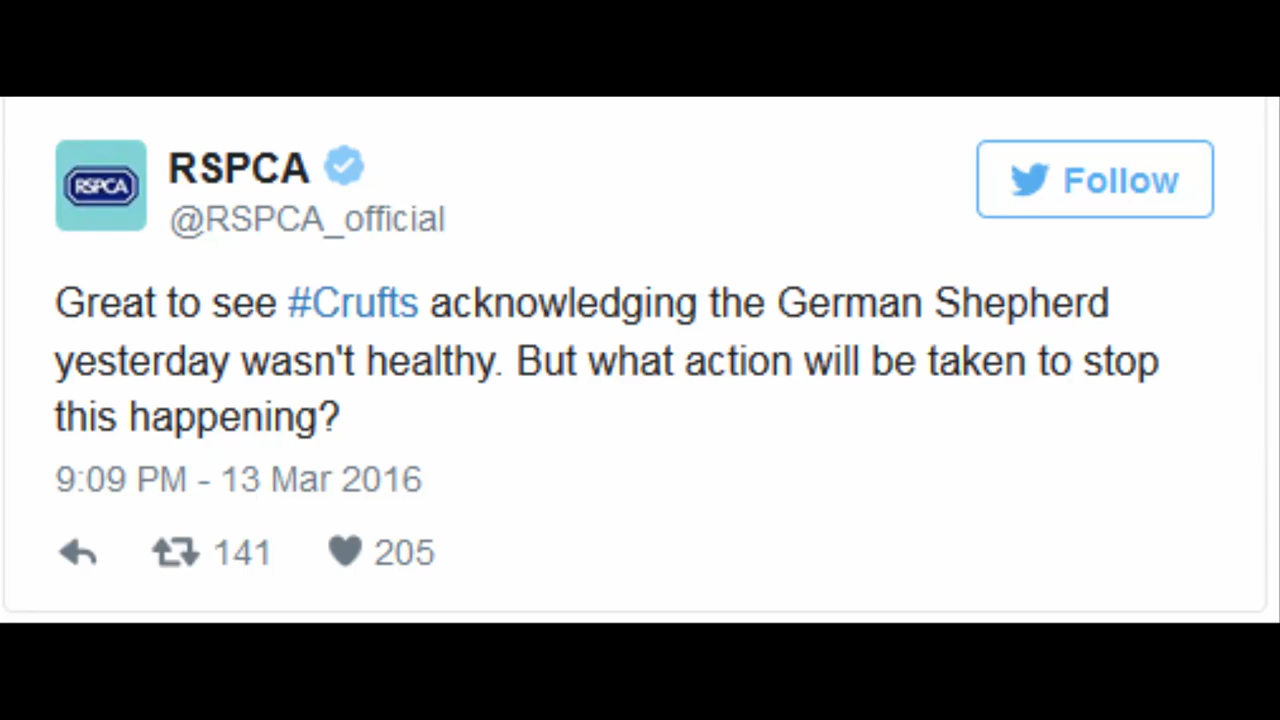 RSPCA
RSPCA
Follow
@RSPCA_official
Great to see #Crufts acknowledging the German Shepherd
yesterday wasn't healthy. But what action will be taken to stop
this happening?
9:09 PM - 13 Mar 2016
141 205